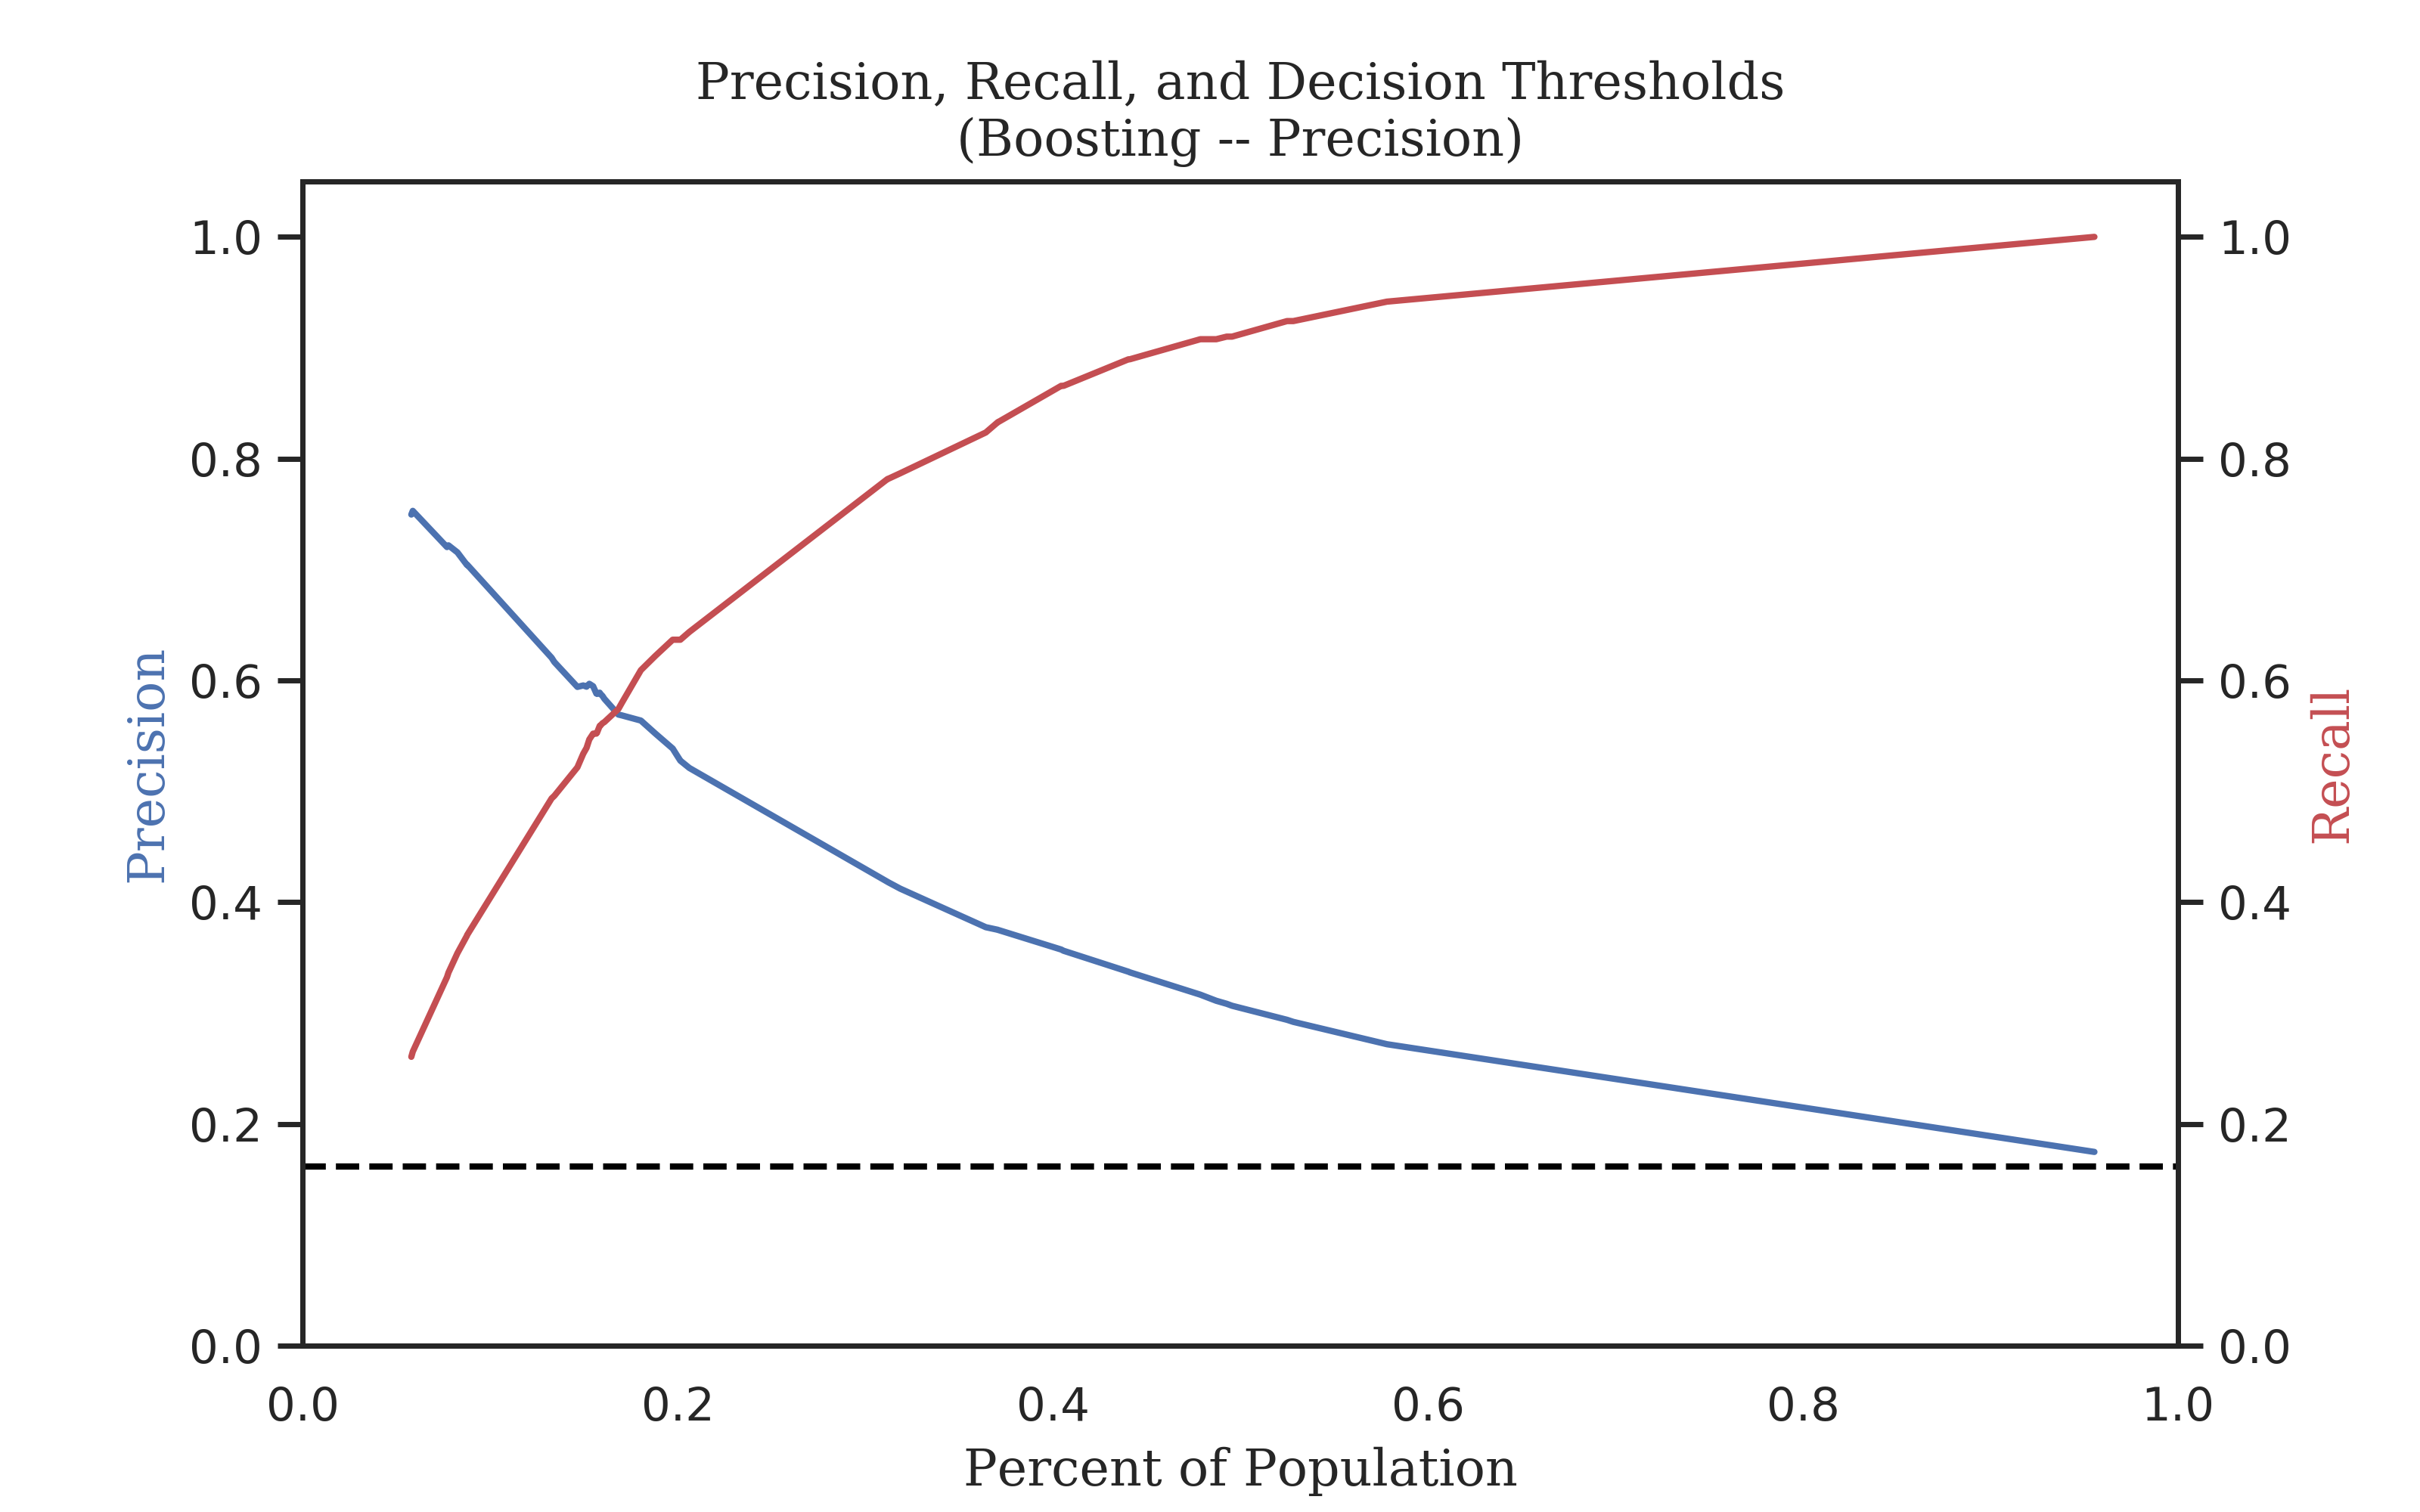 Precision, Recall, and Decision Thresholds
(Boosting -- Precision)
Precision
1.0
0.8
0.6
0.4
0.2
0.0
1.0
0.8
0.6
0.4
0.2
0.0
Recall
0.0 0.2 0.4 0.6 0.8 1.0
Percent of Population